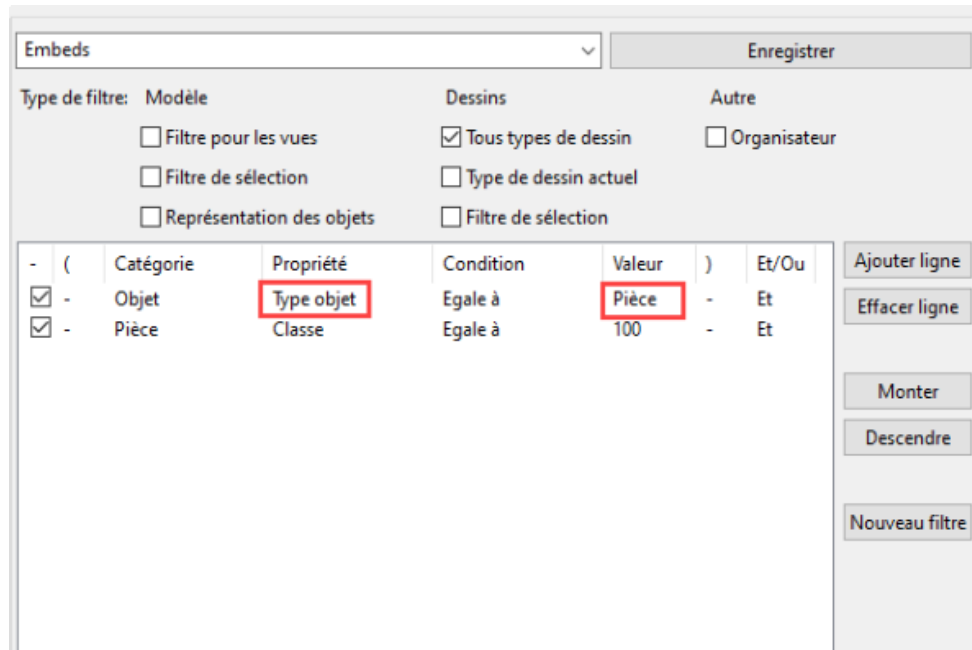 Embeds Enregistrer
Type de filtre: Modèle Dessins Autre
Filtre pour les vues Tous types de dessin Organisateur
Filtre de sélection Type de dessin actuel
Représentation des objets Filtre de sélection
- ( Catégorie Propriété Condition Valeur ) Et/Ou Ajouter ligne
- Objet Type objet Egale à Pièce - Et Effacer ligne
- Pièce Classe Egale à 100 - Et
Monter
Descendre
Nouveau filtre